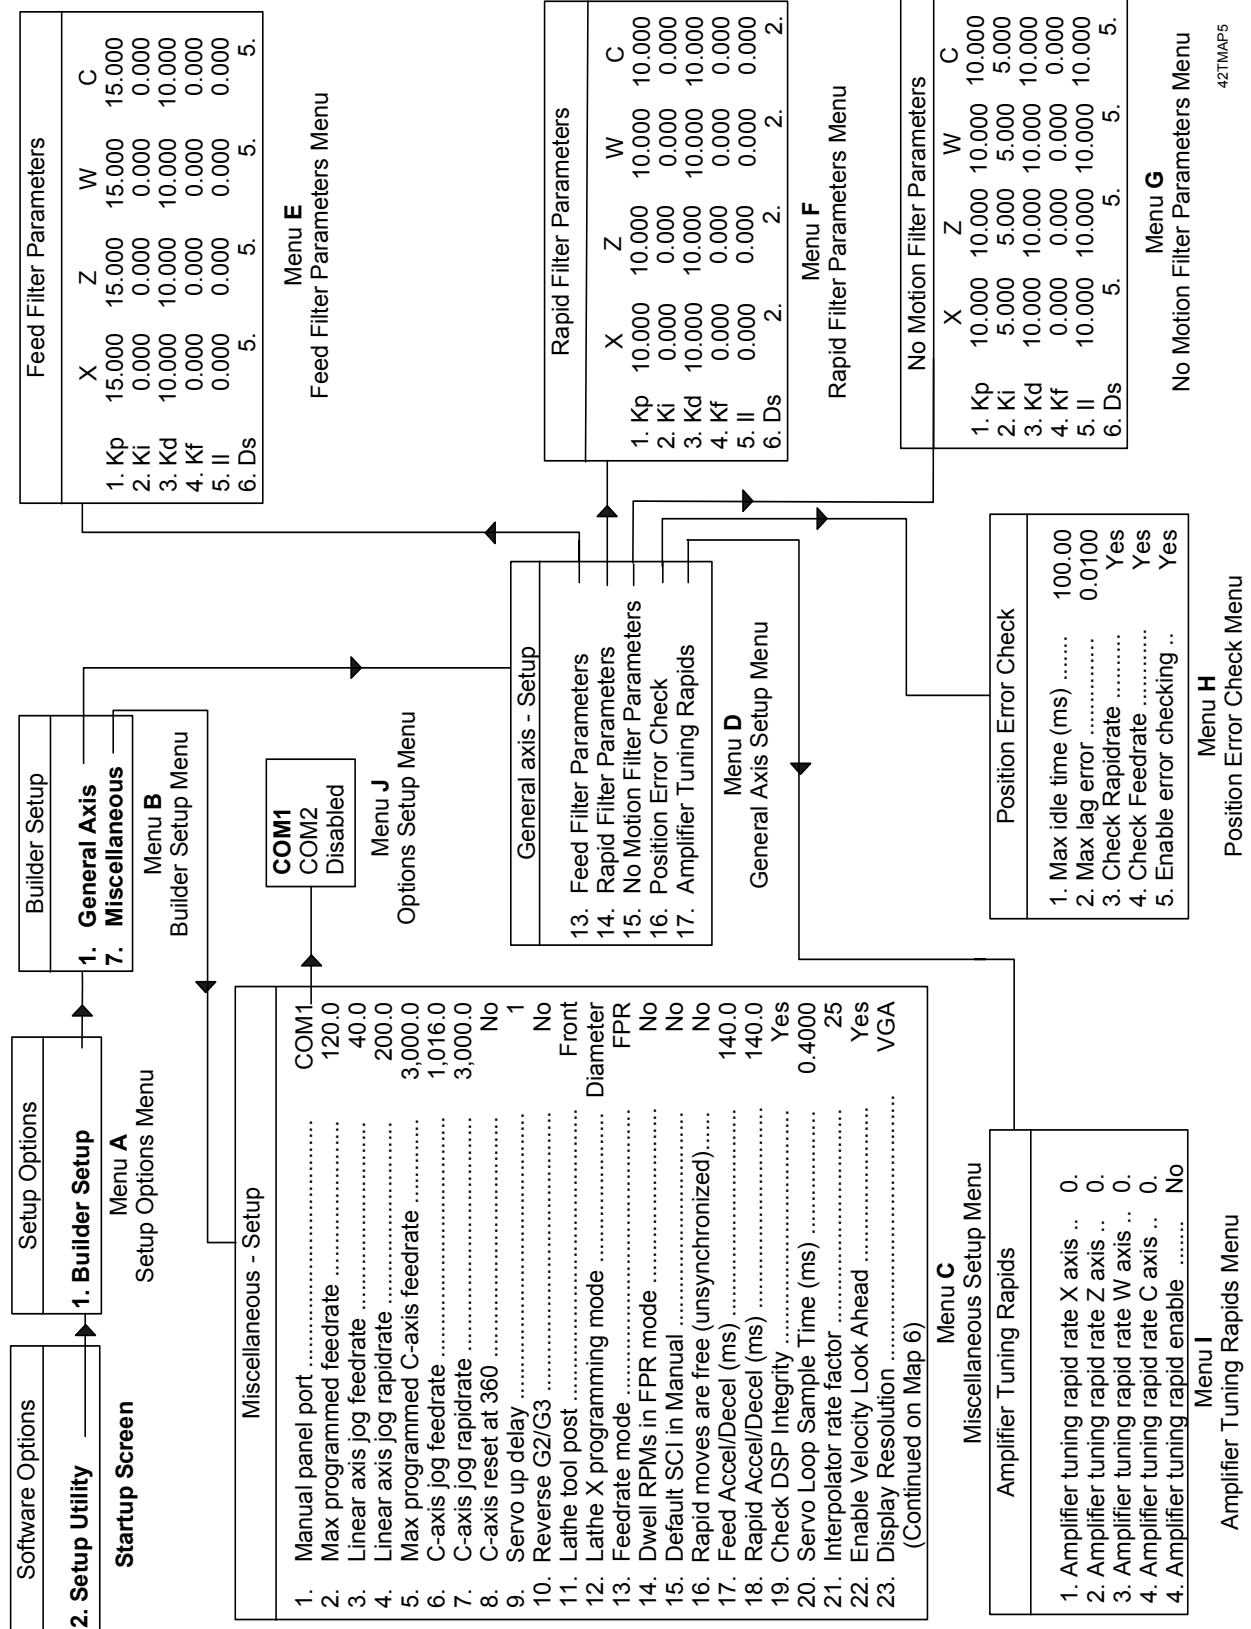 Software Options
2. Setup Utility
Startup Screen
Setup Options
1. Builder Setup
Menu A
Setup Options Menu
Builder Setup
1. General Axis
7. Miscellaneous
Menu B
Builder Setup Menu
Miscellaneous - Setup
1. Manual panel port ........ COM1
2. Max programmed feedrate ........ 120.0
3. Linear axis jog feedrate ........ 40.0
4. Linear axis jog rapidrate ........ 200.0
5. Max programmed C-axis feedrate ........ 3,000.0
6. C-axis jog feedrate ........ 1,016.0
7. C-axis jog rapidrate ........ 3,000.0
8. C-axis reset at 360 ........ No
9. Servo up delay ........ 1
10. Reverse G2/G3 ........ No
11. Lathe tool post ........ Front
12. Lathe X programming mode ........ Diameter
13. Feedrate mode ........ FPR
14. Dwell RPMs in FPR mode ........ No
15. Default SCI in Manual ........ No
16. Rapid moves are free (unsynchronized)...... No
17. Feed Accel/Decel (ms) ........ 140.0
18. Rapid Accel/Decel (ms) ........ 140.0
19. Check DSP Integrity ........ Yes
20. Servo Loop Sample Time (ms) ........ 0.4000
21. Interpolator rate factor ........ 25
22. Enable Velocity Look Ahead ........ Yes
23. Display Resolution ........ VGA
(Continued on Map 6)
Menu C
Miscellaneous Setup Menu
COM1
COM2
Disabled
Menu J
Options Setup Menu
General axis - Setup
13. Feed Filter Parameters
14. Rapid Filter Parameters
15. No Motion Filter Parameters
16. Position Error Check
17. Amplifier Tuning Rapids
Menu D
General Axis Setup Menu
Feed Filter Parameters
X Z W C
1. Kp 15.000 15.000 15.000 15.000
2. Ki 0.000 0.000 0.000 0.000
3. Kd 10.000 10.000 10.000 10.000
4. Kf 0.000 0.000 0.000 0.000
5. Il 0.000 0.000 0.000 0.000
6. Ds 5. 5. 5. 5.
Menu E
Feed Filter Parameters Menu
Rapid Filter Parameters
X Z W C
1. Kp 10.000 10.000 10.000 10.000
2. Ki 0.000 0.000 0.000 0.000
3. Kd 10.000 10.000 10.000 10.000
4. Kf 0.000 0.000 0.000 0.000
5. Il 0.000 0.000 0.000 0.000
6. Ds 2. 2. 2. 2.
Menu F
Rapid Filter Parameters Menu
No Motion Filter Parameters
X Z W C
1. Kp 10.000 10.000 10.000 10.000
2. Ki 5.000 5.000 5.000 5.000
3. Kd 10.000 10.000 10.000 10.000
4. Kf 0.000 0.000 0.000 0.000
5. Il 10.000 10.000 10.000 10.000
6. Ds 5. 5. 5. 5.
Menu G
No Motion Filter Parameters Menu
Amplifier Tuning Rapids
1. Amplifier tuning rapid rate X axis .. 0.
2. Amplifier tuning rapid rate Z axis .. 0.
3. Amplifier tuning rapid rate W axis .. 0.
4. Amplifier tuning rapid rate C axis .. 0.
4. Amplifier tuning rapid enable ....... No
Menu I
Amplifier Tuning Rapids Menu
Position Error Check
1. Max idle time (ms) ....... 100.00
2. Max lag error .............. 0.0100
3. Check Rapidrate ........... Yes
4. Check Feedrate ............ Yes
5. Enable error checking .. Yes
Menu H
Position Error Check Menu
42TMAP5